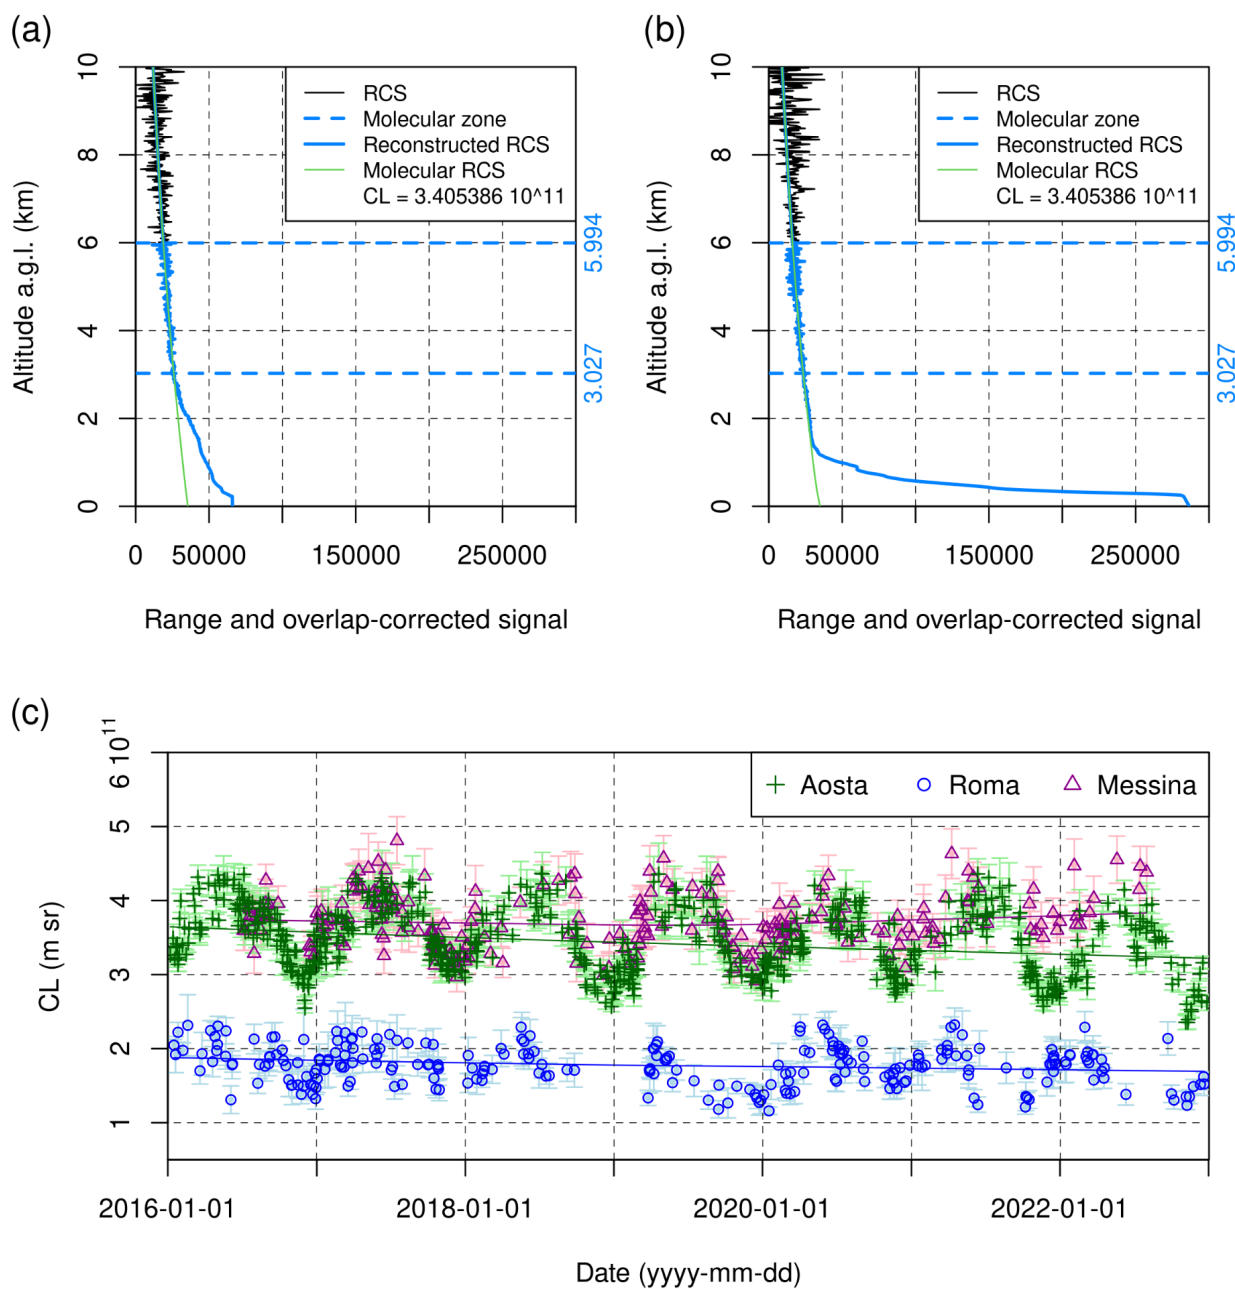 (a)
10
8
6
4
2
0
Altitude a.g.l. (km)
RCS
Molecular zone
Reconstructed RCS
Molecular RCS
CL = 3.405386 10^11
5.994
3.027
0 50000 150000 250000
Range and overlap-corrected signal
(b)
10
8
6
4
2
0
Altitude a.g.l. (km)
RCS
Molecular zone
Reconstructed RCS
Molecular RCS
CL = 3.405386 10^11
5.994
3.027
0 50000 150000 250000
Range and overlap-corrected signal
(c)
6 10^11
5
4
3
2
1
CL (m sr)
Aosta Roma Messina
2016-01-01 2018-01-01 2020-01-01 2022-01-01
Date (yyyy-mm-dd)